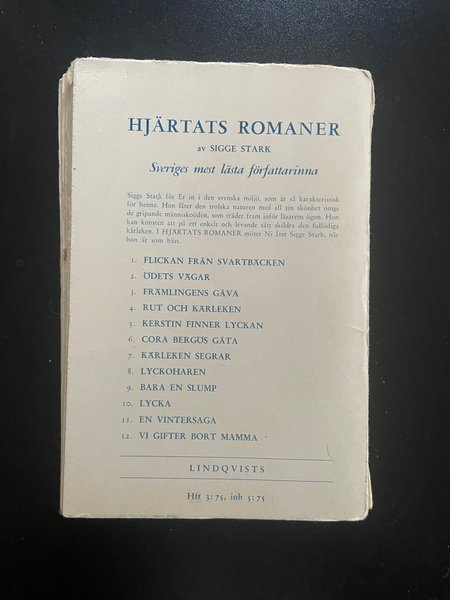 HJÄRTATS ROMANER
av SIGGE STARK
Sveriges mest lästa författarinna
Sigge Stark för Er in i den svenska miljö, som är så karakteristisk
för henne. Hon låter den trolska naturen med all sin skönhet omge
de gripande människoöden, som träder fram inför läsarens ögon. Hon
kan konsten att på ett enkelt och levande sätt skildra den fullödiga
kärleken. I HJÄRTATS ROMANER möter Ni åter Sigge Stark, när
hon är som bäst.
1. FLICKAN FRÅN SVARTBÄCKEN
2. ÖDETS VÄGAR
3. FRÄMLINGENS GÅVA
4. RUT OCH KÄRLEKEN
5. KERSTIN FINNER LYCKAN
6. CORA BERGÖS GÅTA
7. KÄRLEKEN SEGRAR
8. LYCKOHAREN
9. BARA EN SLUMP
10. LYCKA
11. EN VINTERSAGA
12. VI GIFTER BORT MAMMA
LINDQVISTS
Hft 3:75, inb 5:75